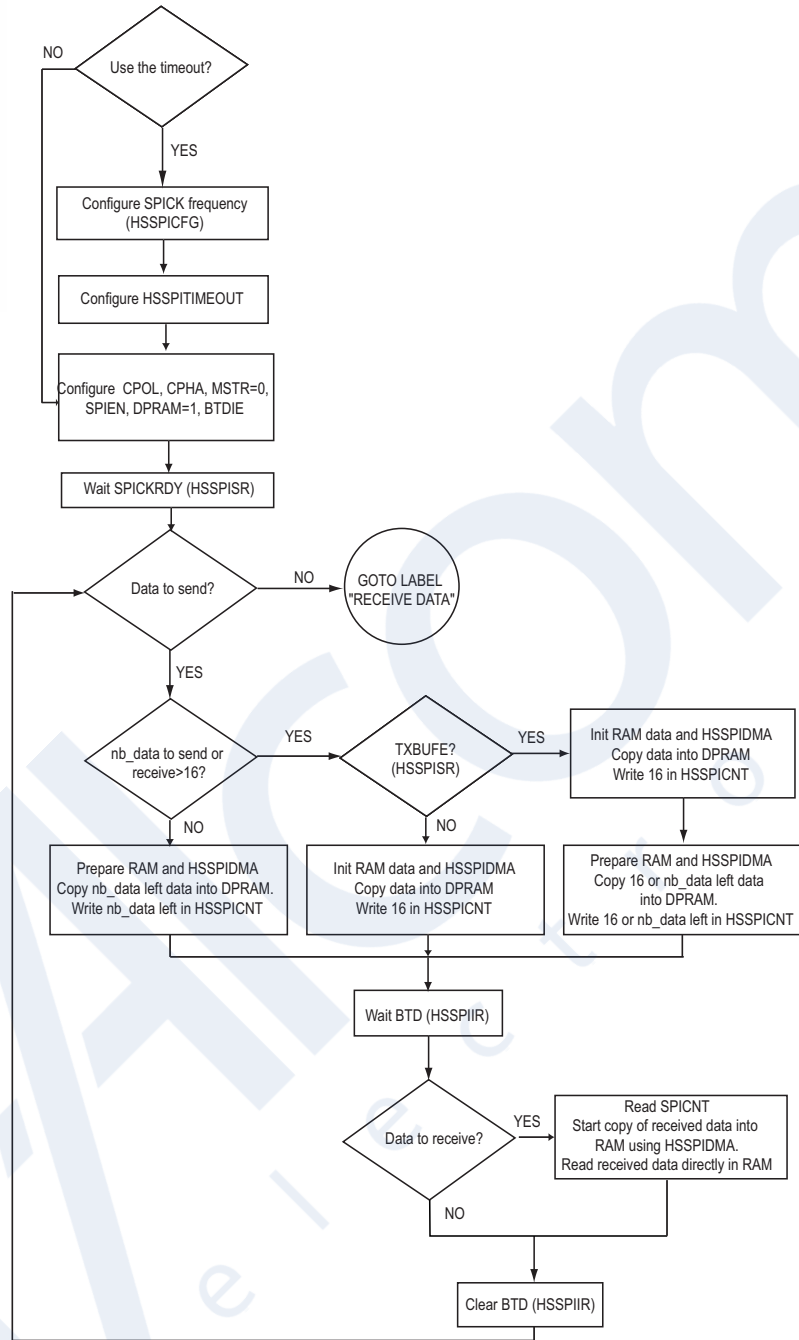 Use the timeout?
NO
YES
Configure SPICK frequency
(HSSPICFG)
Configure HSSPITIMEOUT
Configure CPOL, CPHA, MSTR=0,
SPIEN, DPRAM=1, BTDIE
Wait SPICKRDY (HSSPISR)
Data to send?
NO
GOTO LABEL
"RECEIVE DATA"
YES
nb_data to send or
receive>16?
YES
TXBUFE?
(HSSPISR)
YES
Init RAM data and HSSPIDMA
Copy data into DPRAM
Write 16 in HSSPICNT
NO
NO
Prepare RAM and HSSPIDMA
Copy nb_data left data into DPRAM.
Write nb_data left in HSSPICNT
Init RAM data and HSSPIDMA
Copy data into DPRAM
Write 16 in HSSPICNT
Prepare RAM and HSSPIDMA
Copy 16 or nb_data left data
into DPRAM.
Write 16 or nb_data left in HSSPICNT
Wait BTD (HSSPIIR)
Data to receive?
YES
Read SPICNT
Start copy of received data into
RAM using HSSPIDMA.
Read received data directly in RAM
NO
Clear BTD (HSSPIIR)
Alcom
electro